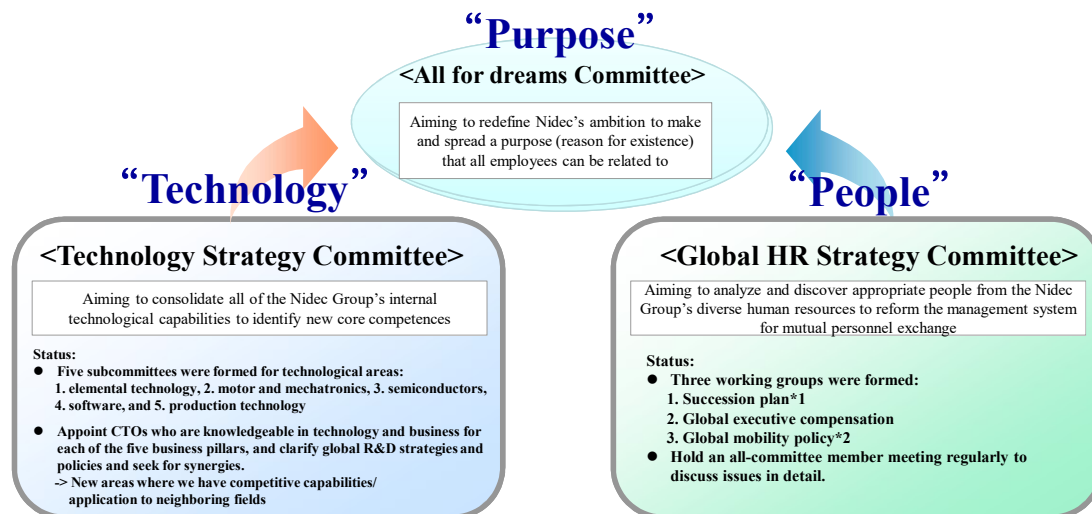 “Purpose”
<All for dreams Committee>
Aiming to redefine Nidec’s ambition to make
and spread a purpose (reason for existence)
that all employees can be related to
“Technology”
<Technology Strategy Committee>
Aiming to consolidate all of the Nidec Group’s internal
technological capabilities to identify new core competences
Status:
● Five subcommittees were formed for technological areas:
1. elemental technology, 2. motor and mechatronics, 3. semiconductors,
4. software, and 5. production technology
● Appoint CTOs who are knowledgeable in technology and business for
each of the five business pillars, and clarify global R&D strategies and
policies and seek for synergies.
-> New areas where we have competitive capabilities/
application to neighboring fields
“People”
<Global HR Strategy Committee>
Aiming to analyze and discover appropriate people from the Nidec
Group’s diverse human resources to reform the management system
for mutual personnel exchange
Status:
● Three working groups were formed:
1. Succession plan*1
2. Global executive compensation
3. Global mobility policy*2
● Hold an all-committee member meeting regularly to
discuss issues in detail.